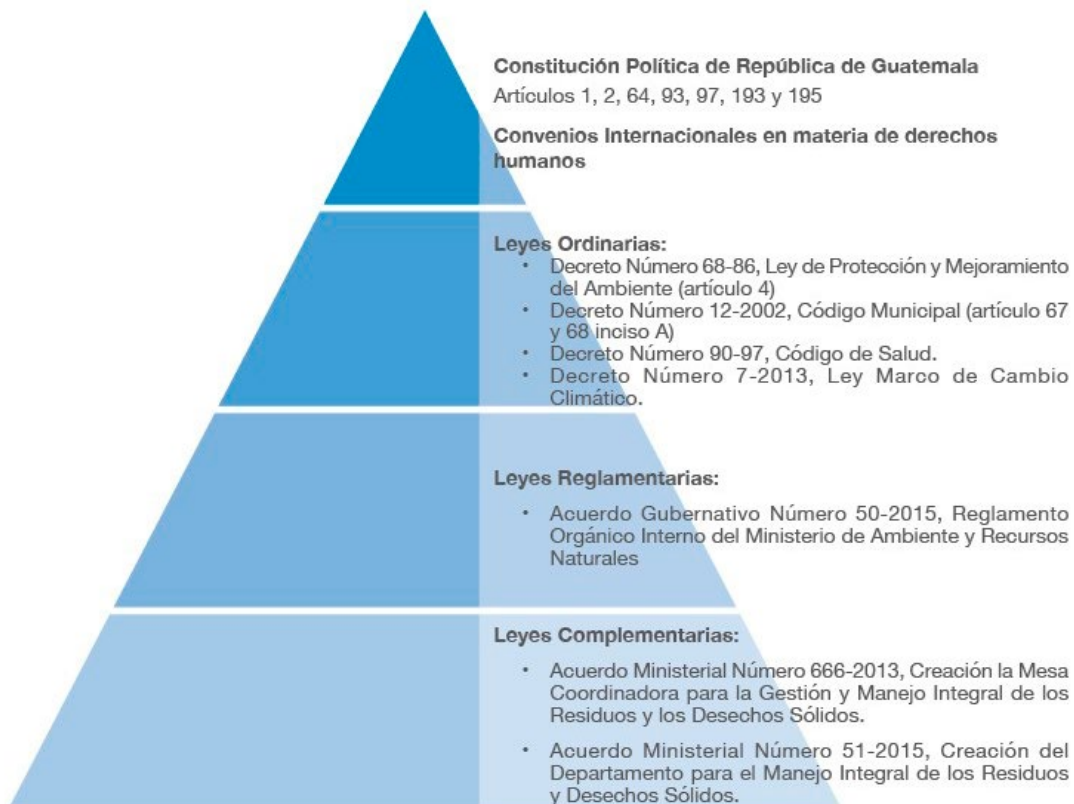 Constitución Política de República de Guatemala
Artículos 1, 2, 64, 93, 97, 193 y 195
Convenios Internacionales en materia de derechos
humanos
Leyes Ordinarias:
• Decreto Número 68-86, Ley de Protección y Mejoramiento
del Ambiente (artículo 4)
• Decreto Número 12-2002, Código Municipal (artículo 67
y 68 inciso A)
• Decreto Número 90-97, Código de Salud.
• Decreto Número 7-2013, Ley Marco de Cambio
Climático.
Leyes Reglamentarias:
• Acuerdo Gubernativo Número 50-2015, Reglamento
Orgánico Interno del Ministerio de Ambiente y Recursos
Naturales
Leyes Complementarias:
• Acuerdo Ministerial Número 666-2013, Creación la Mesa
Coordinadora para la Gestión y Manejo Integral de los
Residuos y los Desechos Sólidos.
• Acuerdo Ministerial Número 51-2015, Creación del
Departamento para el Manejo Integral de los Residuos
y Desechos Sólidos.